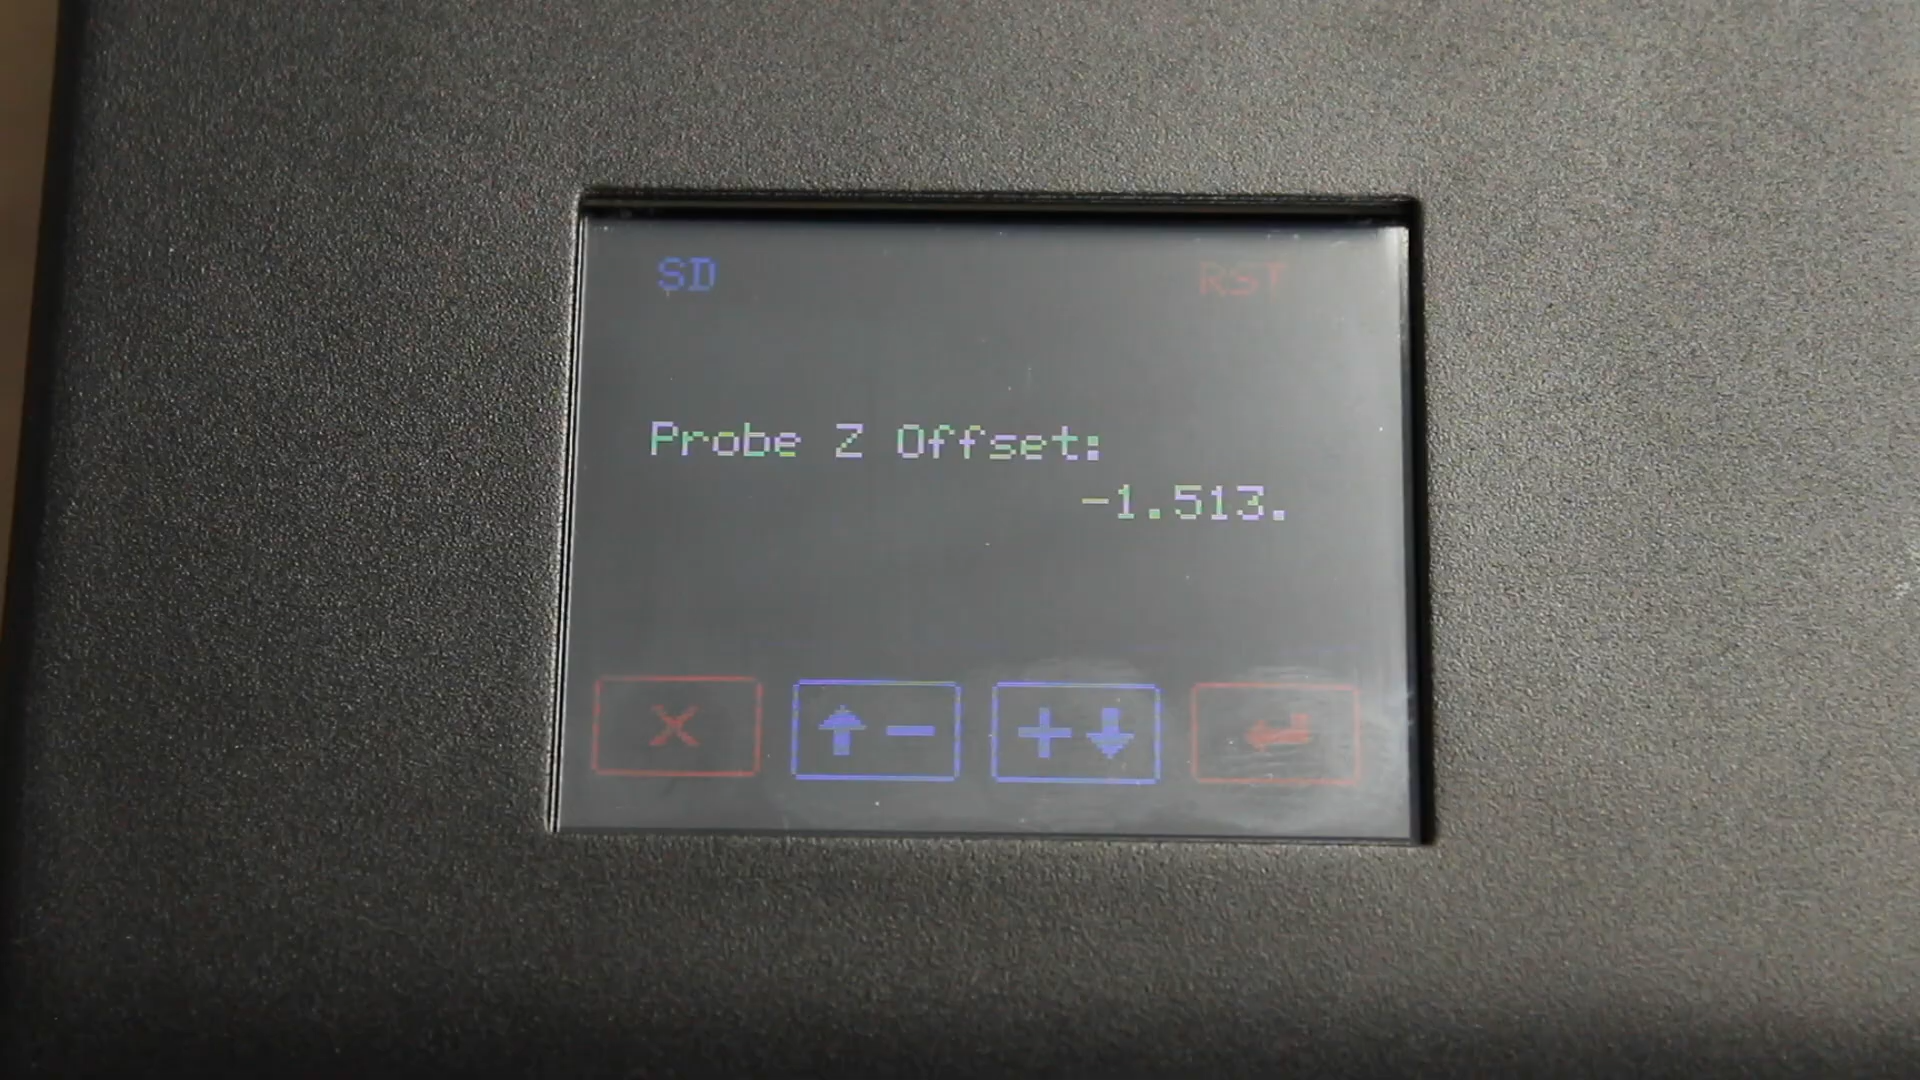 SD RST
Probe Z Offset:
-1.513.
X ↑ - + ↓ ↵